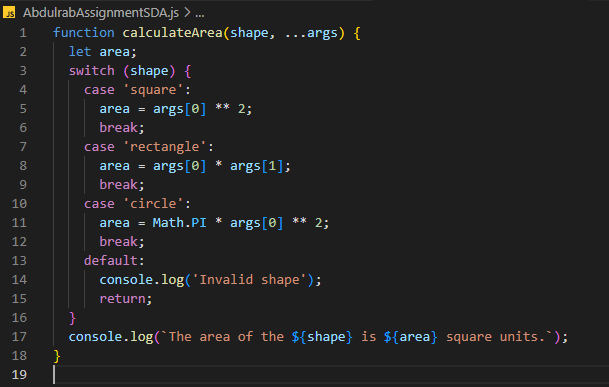 JS AbdulrabAssignmentSDA.js > ...
1 function calculateArea(shape, ...args) {
2   let area;
3   switch (shape) {
4     case 'square':
5       area = args[0] ** 2;
6       break;
7     case 'rectangle':
8       area = args[0] * args[1];
9       break;
10     case 'circle':
11       area = Math.PI * args[0] ** 2;
12       break;
13     default:
14       console.log('Invalid shape');
15       return;
16   }
17   console.log(`The area of the ${shape} is ${area} square units.`);
18 }
19